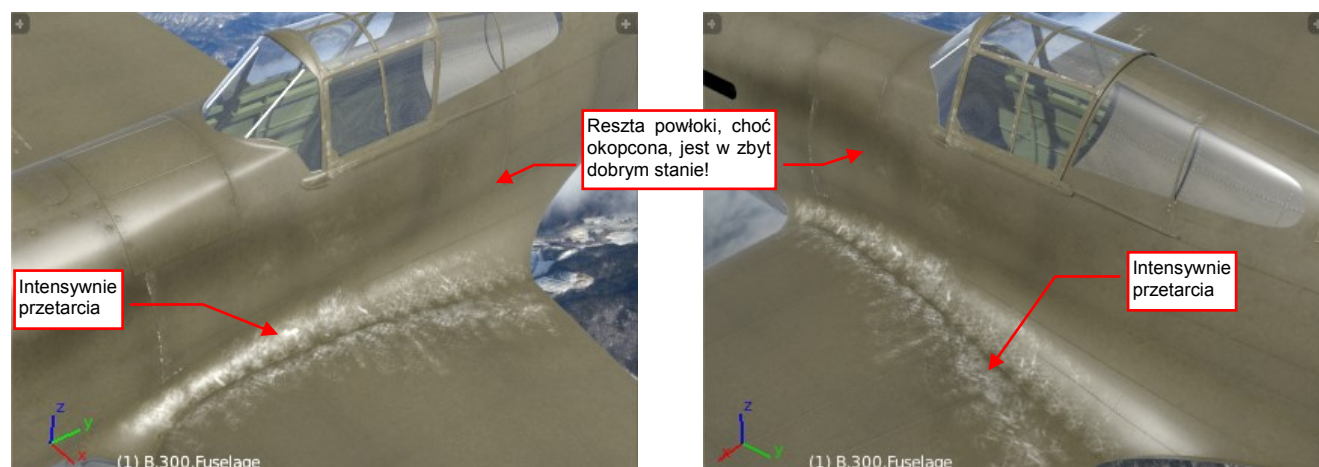 Reszta powłoki, choć
okopcona, jest w zbyt
dobrym stanie!
Intensywnie
przetarcia
Intensywnie
przetarcia
z
y
x
(1) B.300.Fuselage
z
y
x
(1) B.300.Fuselage